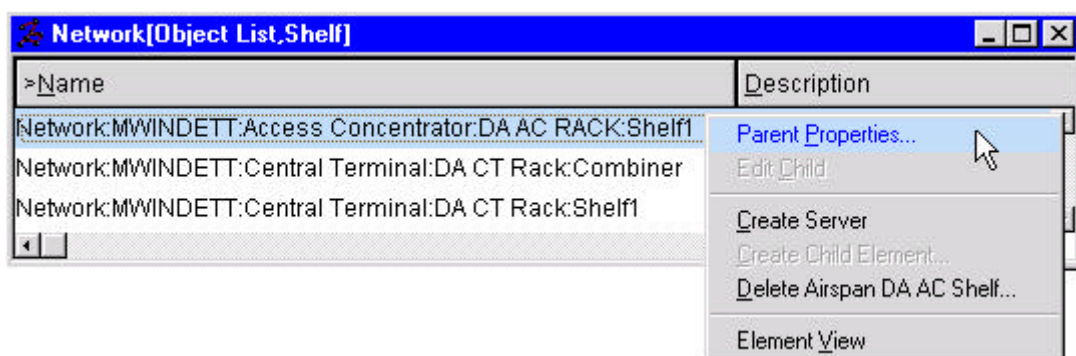 Network[Object List,Shelf]
>Name Description
Network:MWINDETT:Access Concentrator:DA AC RACK:Shelf1
Network:MWINDETT:Central Terminal:DA CT Rack:Combiner
Network:MWINDETT:Central Terminal:DA CT Rack:Shelf1
Parent Properties...
Edit Child
Create Server
Create Child Element...
Delete Airspan DA AC Shelf...
Element View